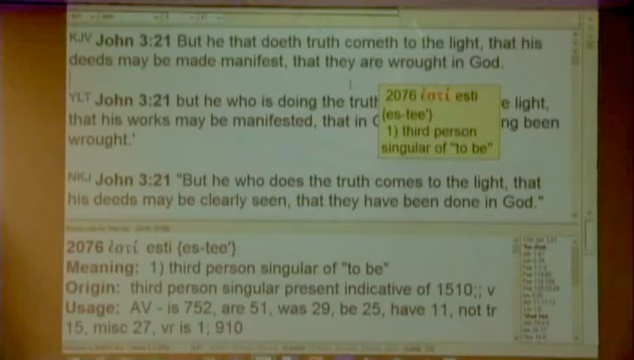 KJV John 3:21 But he that doeth truth cometh to the light, that his
deeds may be made manifest, that they are wrought in God.
YLT John 3:21 but he who is doing the truth e light,
that his works may be manifested, that in ng been
wrought.'
2076 ἐστί esti
{es-tee'}
1) third person
singular of "to be"
NKJ John 3:21 "But he who does the truth comes to the light, that
his deeds may be clearly seen, that they have been done in God."
2076 ἐστί esti {es-tee'}
Meaning: 1) third person singular of "to be"
Origin: third person singular present indicative of 1510;; v
Usage: AV - is 752, are 51, was 29, be 25, have 11, not tr
15, misc 27, vr is 1; 910